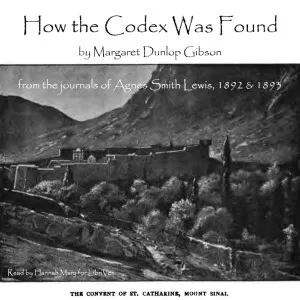 How the Codex Was Found
by Margaret Dunlop Gibson
from the journals of Agnes Smith Lewis, 1892 & 1893
Read by Hannah Mary for LibriVox
THE CONVENT OF ST. CATHARINE, MOUNT SINAI.